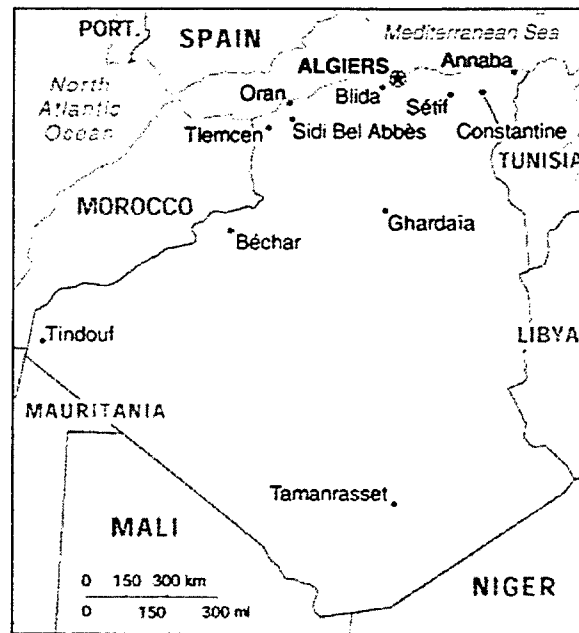 PORT.
SPAIN
Mediterranean Sea
ALGIERS
Annaba
North
Atlantic
Ocean
Oran
Blida
Sétif
Tlemcen
Sidi Bel Abbès
Constantine
TUNISIA
MOROCCO
Ghardaïa
Béchar
Tindouf
LIBYA
MAURITANIA
Tamanrasset
MALI
NIGER
0 150 300 km
0 150 300 mi